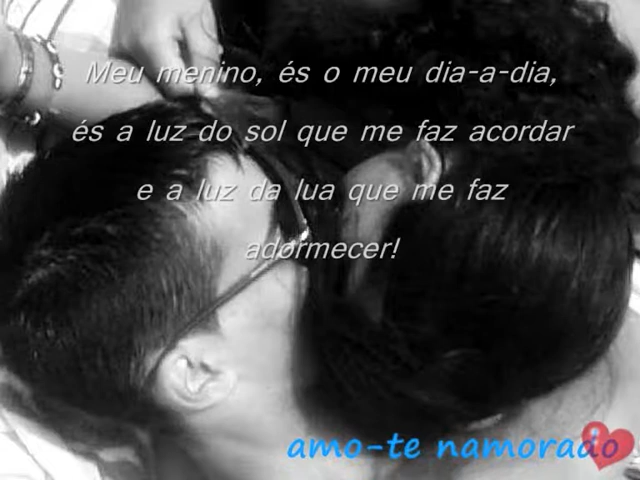 Meu menino, és o meu dia-a-dia,
és a luz do sol que me faz acordar
e a luz da lua que me faz
adormecer!
amo-te namorado